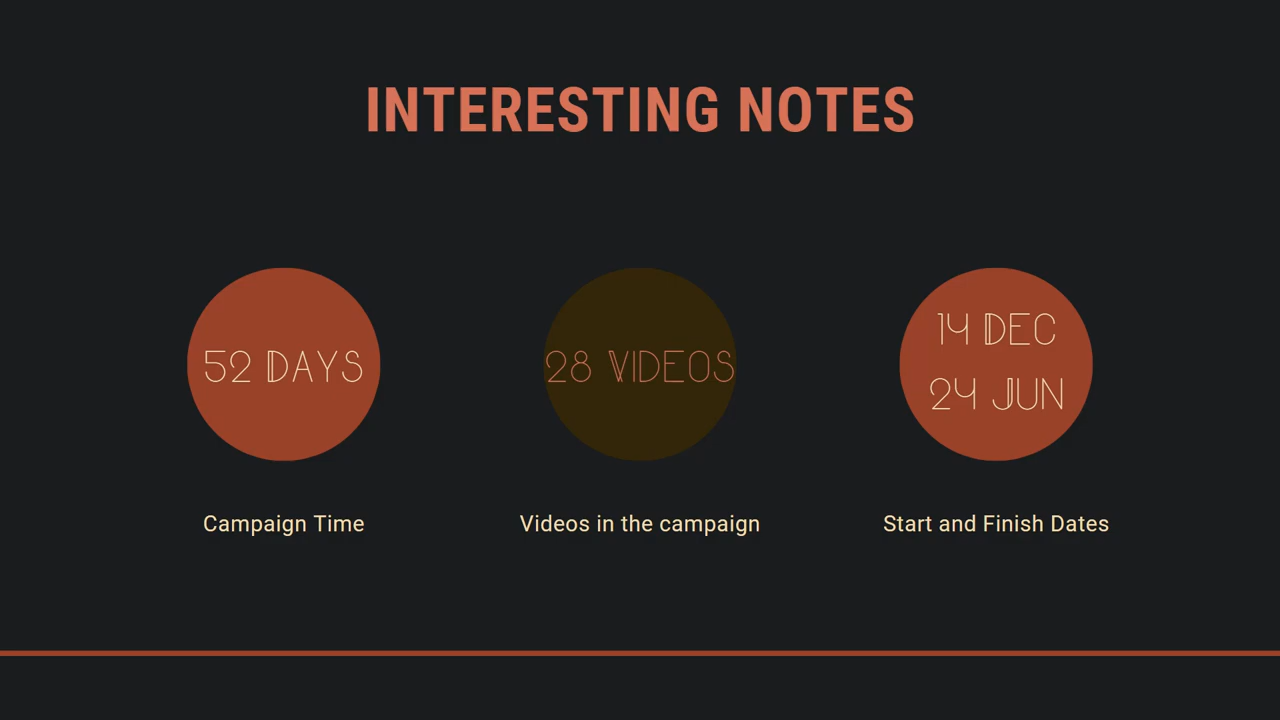 INTERESTING NOTES
52 DAYS
28 VIDEOS
14 DEC
24 JUN
Campaign Time
Videos in the campaign
Start and Finish Dates